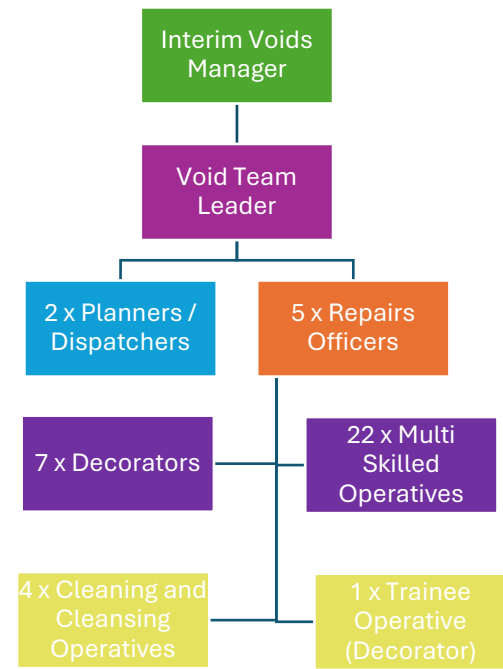 Interim Voids
Manager
Void Team
Leader
2 x Planners /
Dispatchers
5 x Repairs
Officers
7 x Decorators
22 x Multi
Skilled
Operatives
4 x Cleaning and
Cleansing
Operatives
1 x Trainee
Operative
(Decorator)